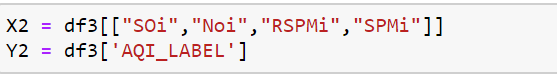 X2 = df3[["SOi","Noi","RSPMi","SPMi"]]
Y2 = df3['AQI_LABEL']